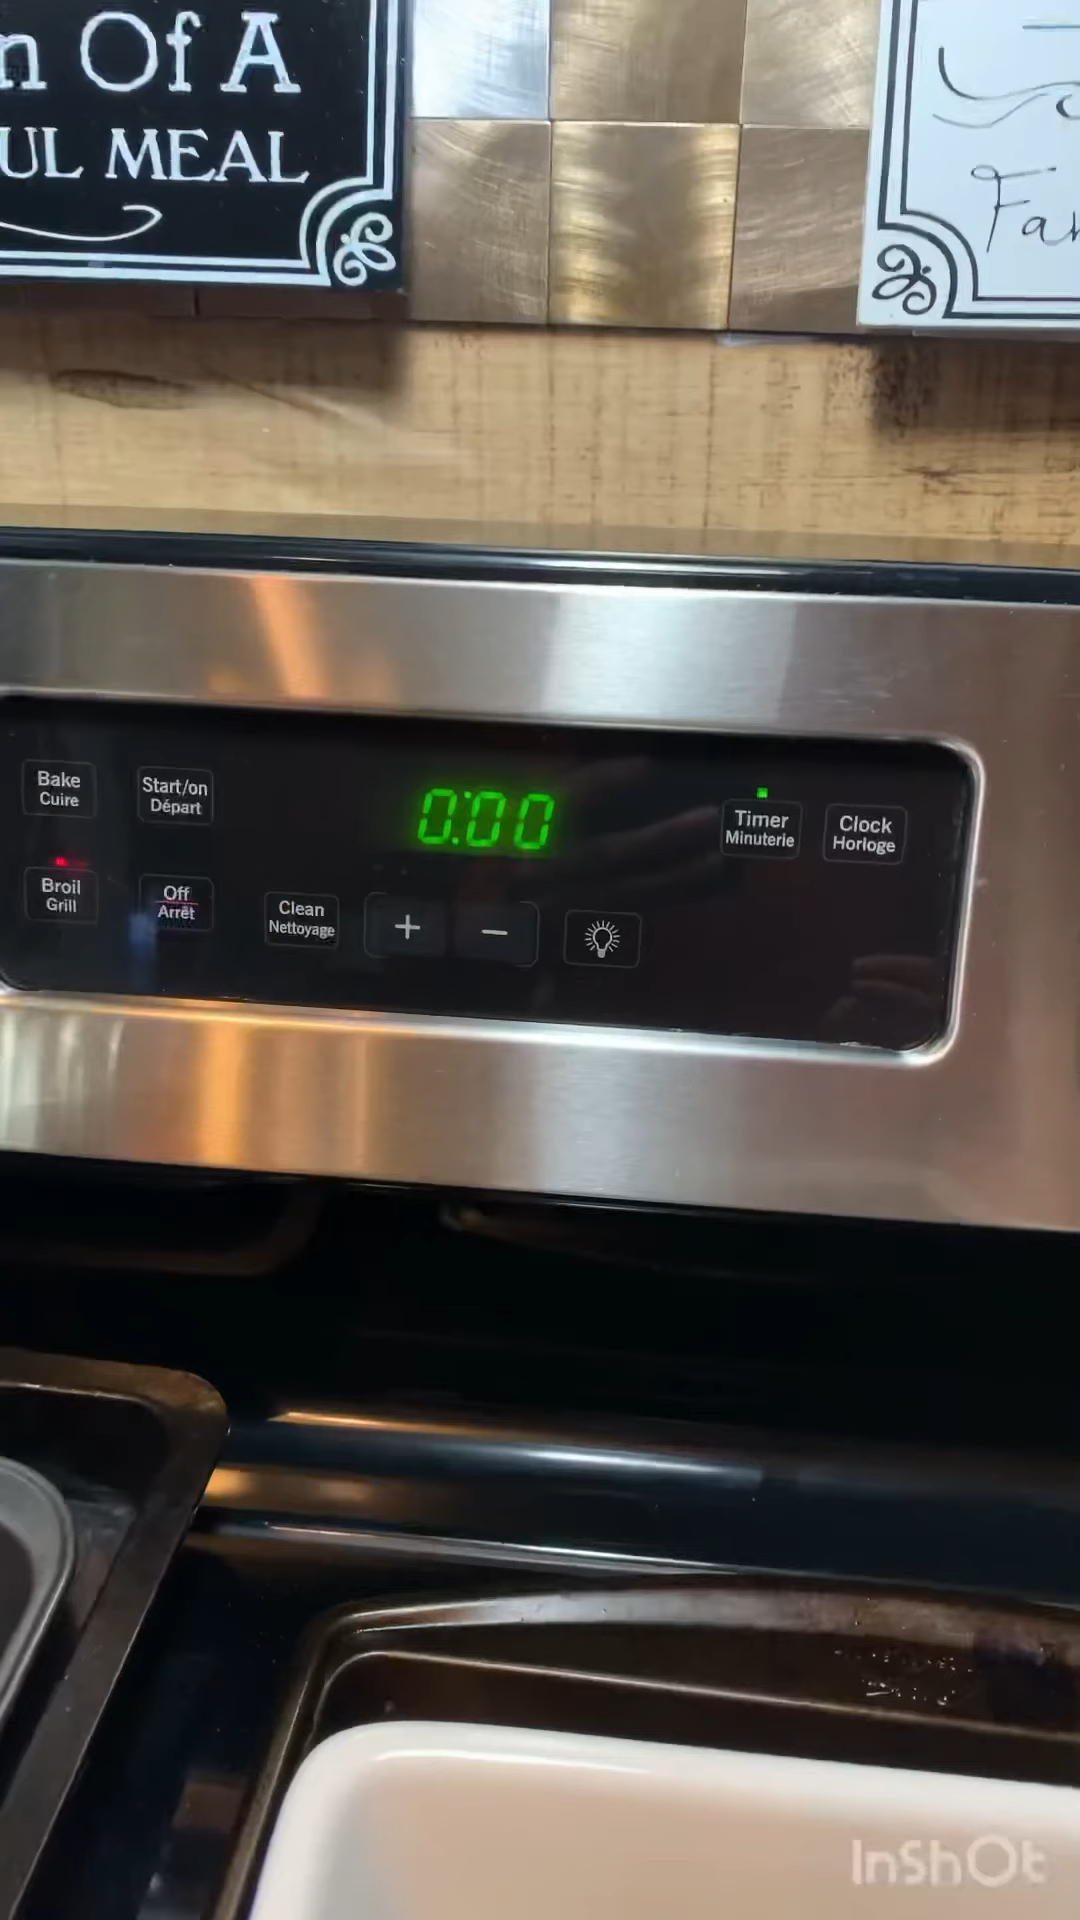 n Of A
UL MEAL
Far
Bake
Cuire
Start/on
Départ
0:00
Timer
Minuterie
Clock
Horloge
Broil
Grill
Off
Arrêt
Clean
Nettoyage
+
−
InShOt